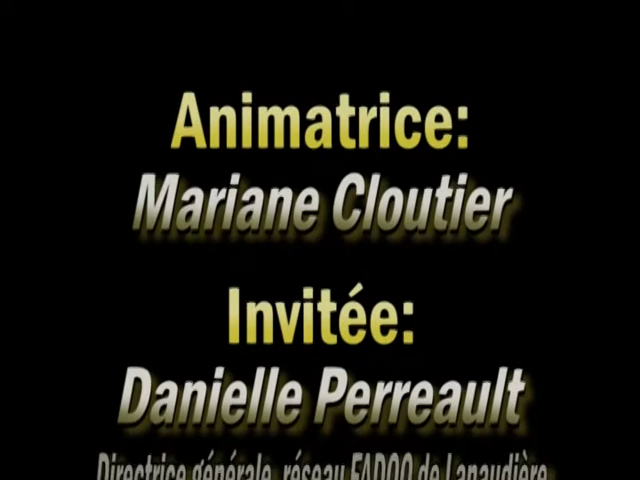 Animatrice:
Mariane Cloutier
Invitée:
Danielle Perreault
Directrice générale, réseau FADOQ de Lanaudière